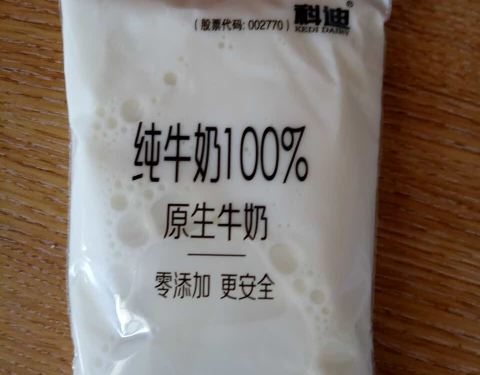 科迪®
KEDI DAIRY
(股票代码: 002770)
纯牛奶100%
原生牛奶
零添加 更安全